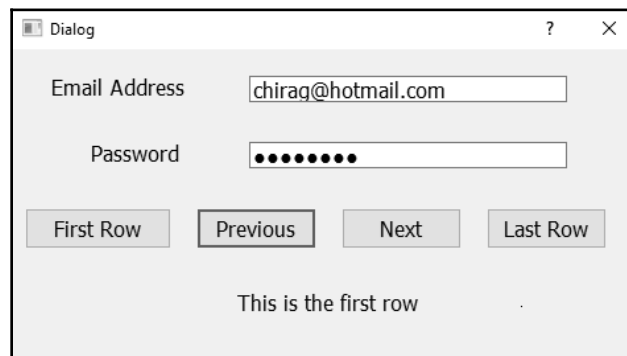 Dialog ? ×
Email Address chirag@hotmail.com
Password ●●●●●●●●
First Row Previous Next Last Row
This is the first row .